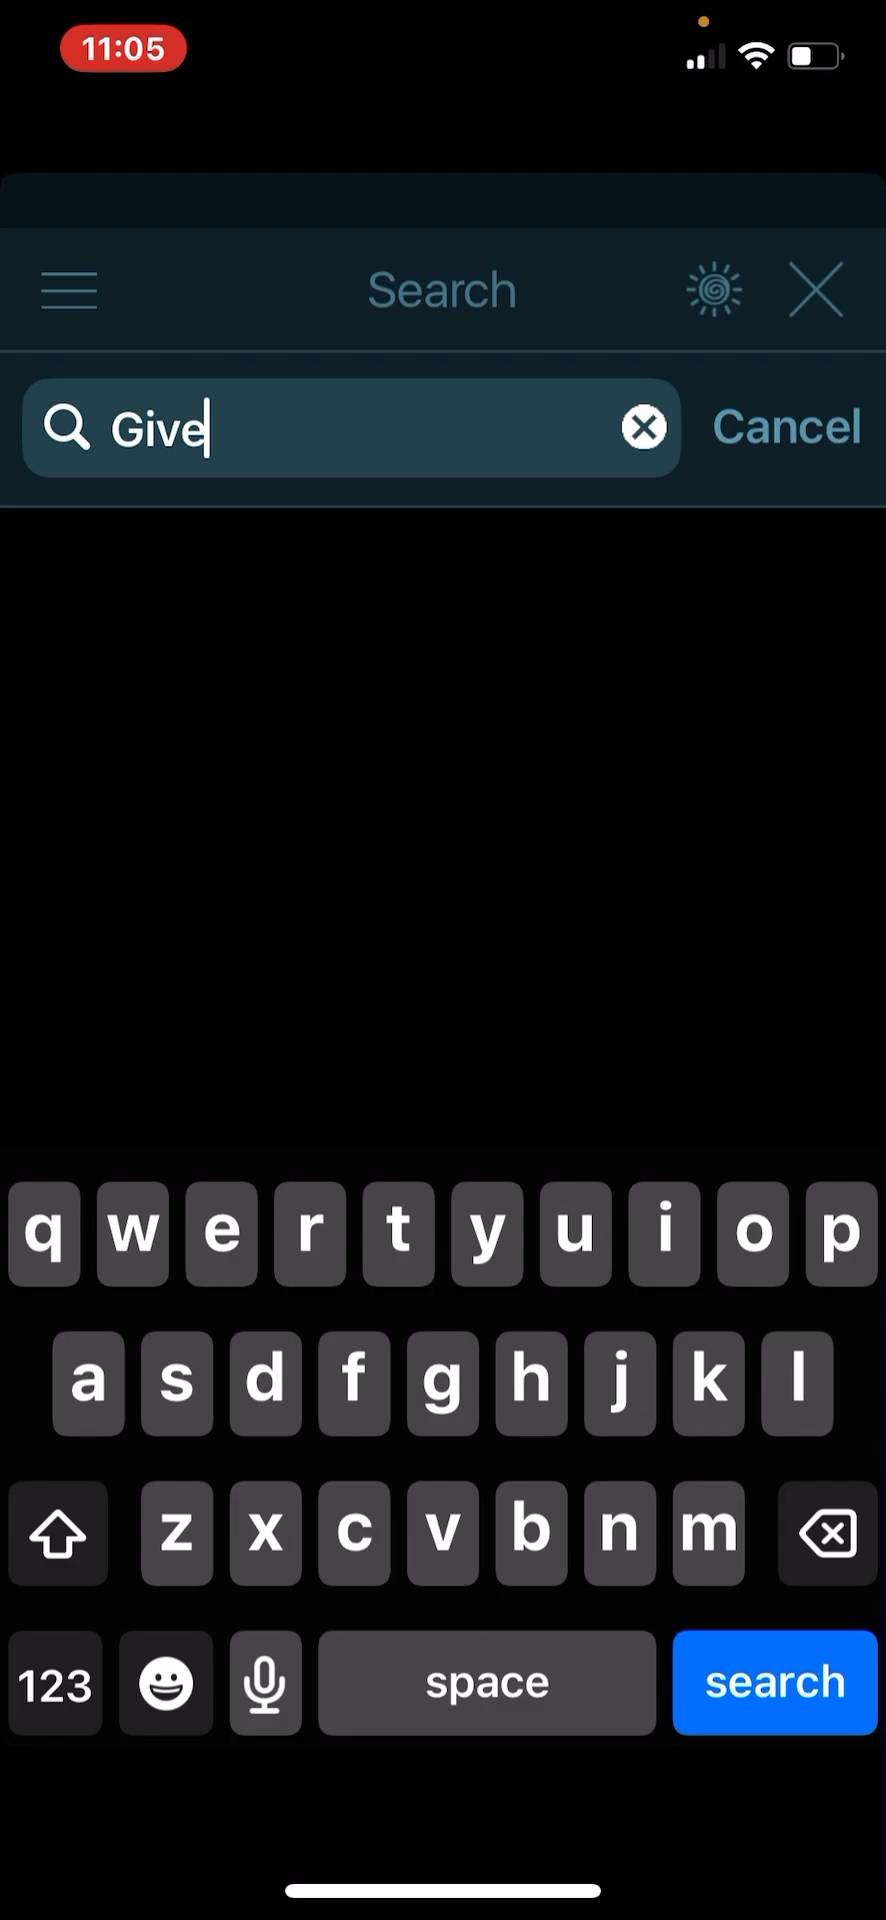 11:05
Search
Give
Cancel
q w e r t y u i o p
a s d f g h j k l
z x c v b n m
123 space search